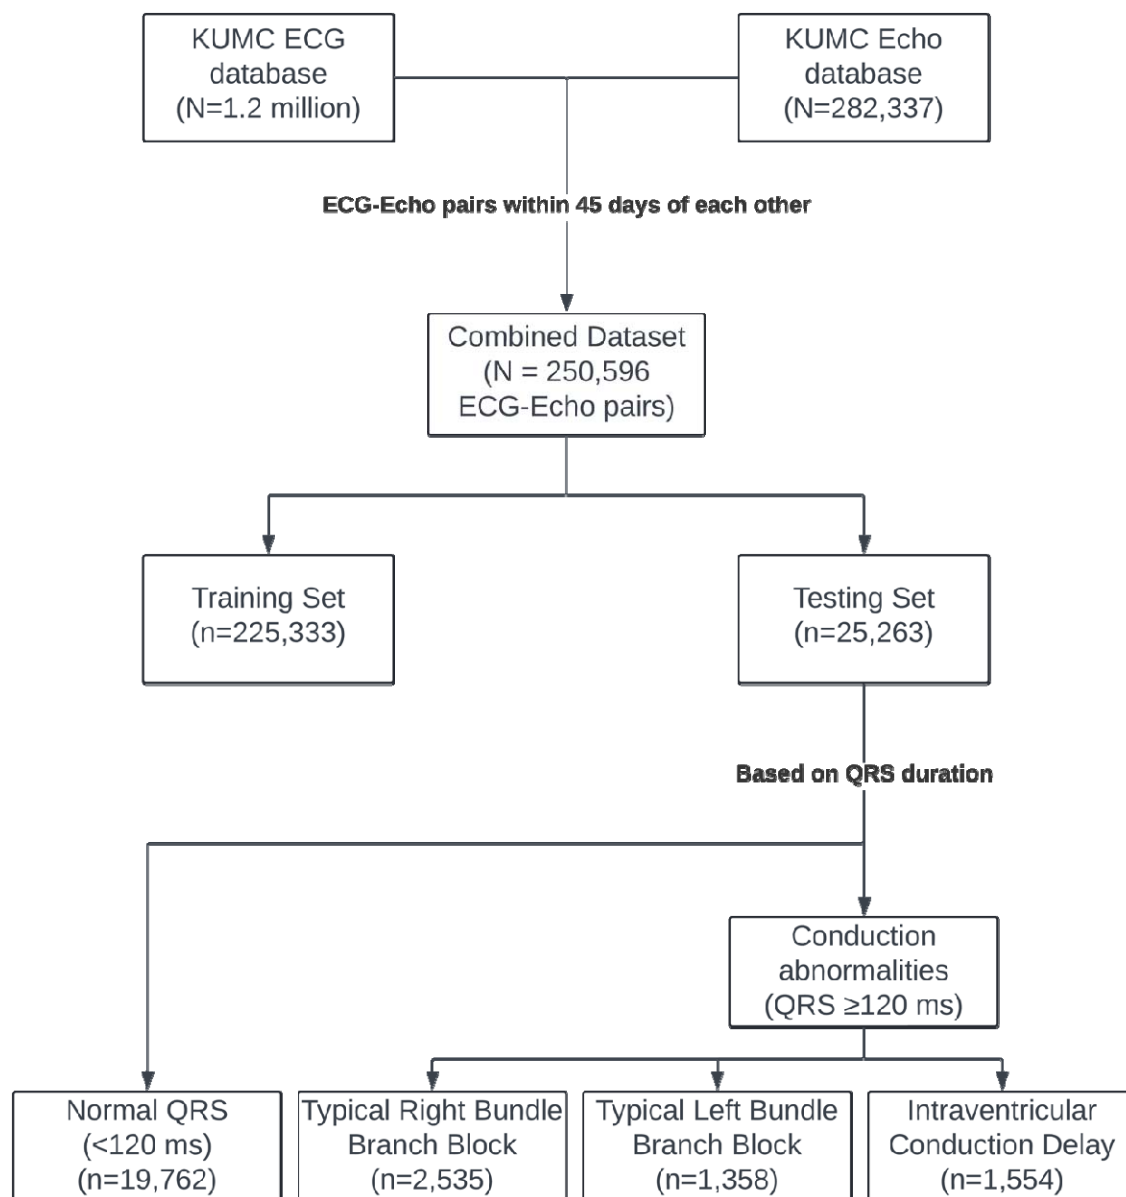 KUMC ECG
database
(N=1.2 million)
KUMC Echo
database
(N=282,337)
ECG-Echo pairs within 45 days of each other
Combined Dataset
(N = 250,596
ECG-Echo pairs)
Training Set
(n=225,333)
Testing Set
(n=25,263)
Based on QRS duration
Conduction
abnormalities
(QRS ≥120 ms)
Normal QRS
(<120 ms)
(n=19,762)
Typical Right Bundle
Branch Block
(n=2,535)
Typical Left Bundle
Branch Block
(n=1,358)
Intraventricular
Conduction Delay
(n=1,554)